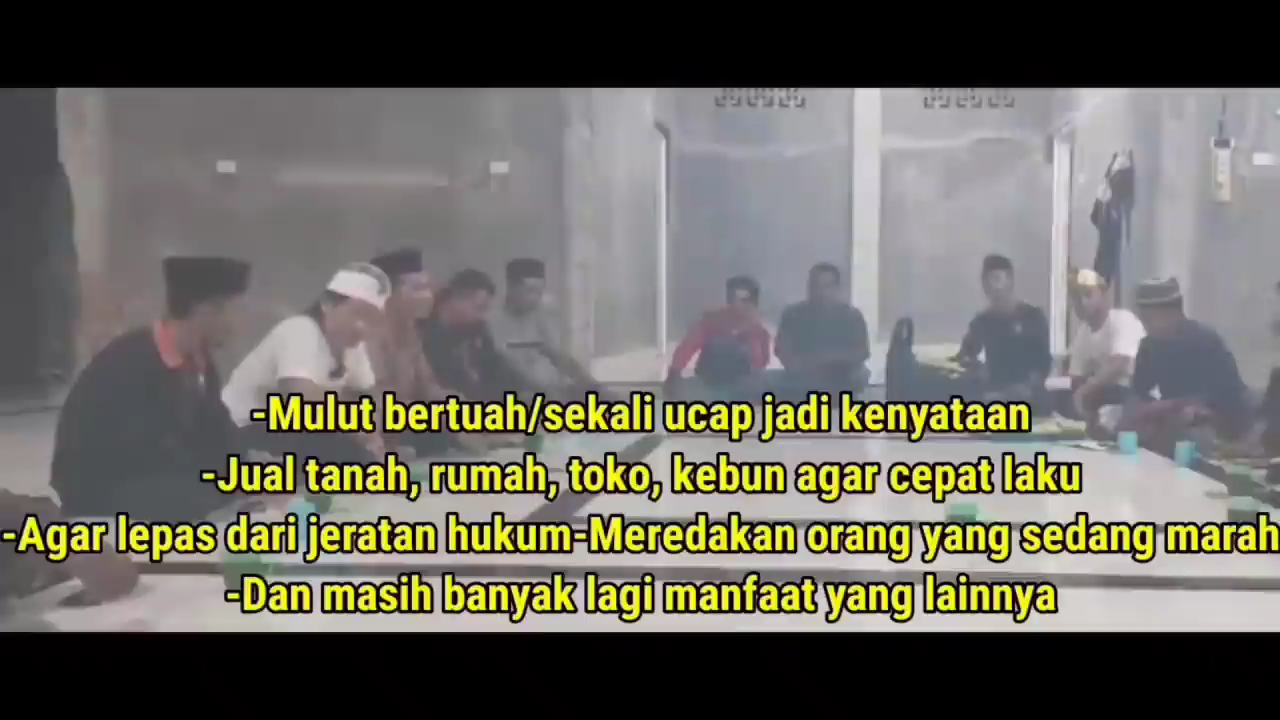 -Mulut bertuah/sekali ucap jadi kenyataan
-Jual tanah, rumah, toko, kebun agar cepat laku
-Agar lepas dari jeratan hukum-Meredakan orang yang sedang marah
-Dan masih banyak lagi manfaat yang lainnya